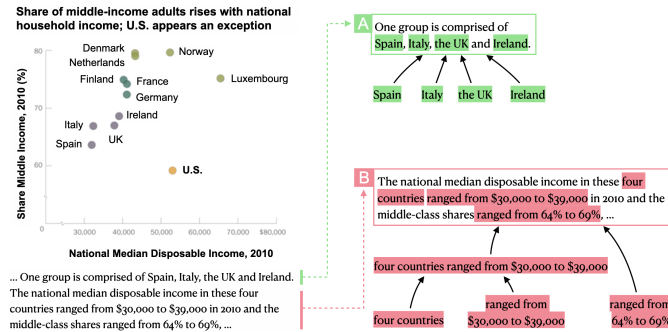 Share of middle-income adults rises with national
household income; U.S. appears an exception
Share Middle Income, 2010 (%)
80
70
60
0
30,000
40,000
50,000
60,000
70,000
$80,000
Denmark
Netherlands
Norway
Finland
France
Germany
Luxembourg
Ireland
Italy
UK
Spain
U.S.
National Median Disposable Income, 2010
... One group is comprised of Spain, Italy, the UK and Ireland.
The national median disposable income in these four
countries ranged from $30,000 to $39,000 in 2010 and the
middle-class shares ranged from 64% to 69%, ...
A
One group is comprised of
Spain, Italy, the UK and Ireland.
Spain
Italy
the UK
Ireland
B
The national median disposable income in these four
countries ranged from $30,000 to $39,000 in 2010 and the
middle-class shares ranged from 64% to 69%, ...
four countries ranged from $30,000 to $39,000
four countries
ranged from
$30,000 to $39,000
ranged from
64% to 69%